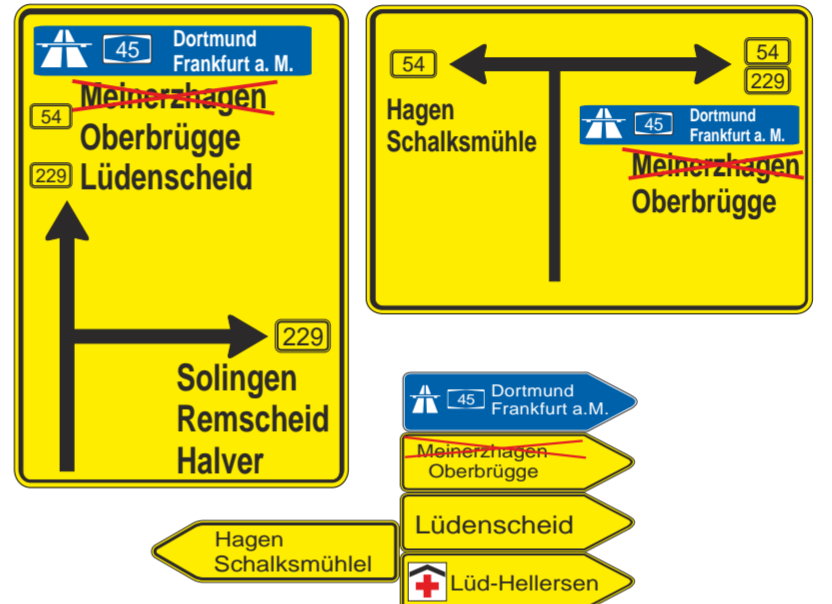 45 Dortmund
Frankfurt a. M.
Meinerzhagen
54
Oberbrügge
229 Lüdenscheid
229
Solingen
Remscheid
Halver
54
54
229
Hagen
Schalksmühle
45 Dortmund
Frankfurt a. M.
Meinerzhagen
Oberbrügge
45 Dortmund
Frankfurt a.M.
Meinerzhagen
Oberbrügge
Lüdenscheid
Hagen
Schalksmühlel
Lüd-Hellersen